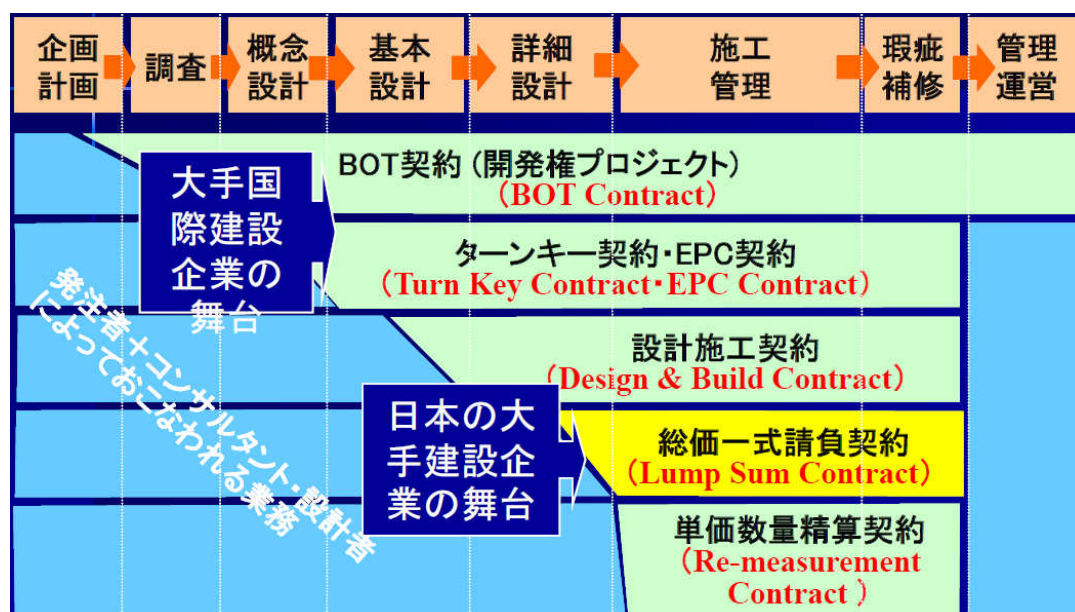 企画
計画
調査
概念
設計
基本
設計
詳細
設計
施工
管理
瑕疵
補修
管理
運営
BOT契約 (開発権プロジェクト)
(BOT Contract)
大手国
際建設
企業の
舞台
ターンキー契約・EPC契約
(Turn Key Contract・EPC Contract)
発注者+コンサルタント・設計者
によっておこなわれる業務
設計施工契約
(Design & Build Contract)
日本の大
手建設企
業の舞台
総価一式請負契約
(Lump Sum Contract)
単価数量精算契約
(Re-measurement
Contract )